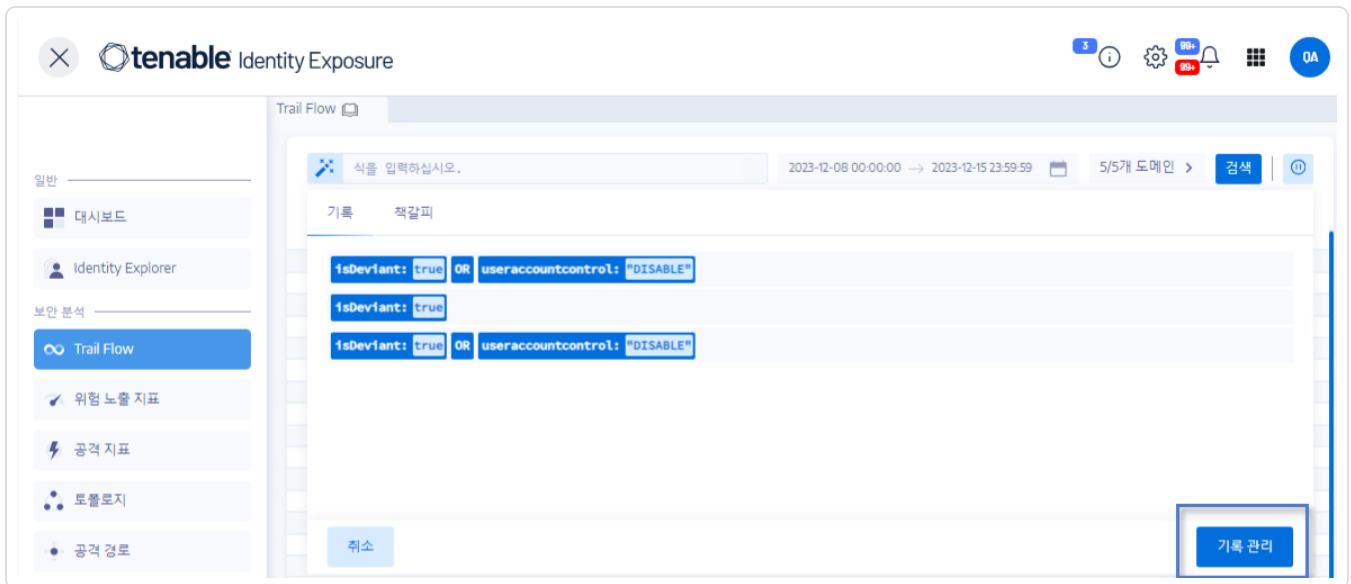 tenable Identity Exposure
3
99+
99+
QA
Trail Flow
식을 입력하십시오.
2023-12-08 00:00:00 → 2023-12-15 23:59:59
5/5개 도메인 >
검색
일반
대시보드
Identity Explorer
보안 분석
Trail Flow
위험 노출 지표
공격 지표
토폴로지
공격 경로
기록
책갈피
isDeviant: true OR useraccountcontrol: "DISABLE"
isDeviant: true
isDeviant: true OR useraccountcontrol: "DISABLE"
취소
기록 관리